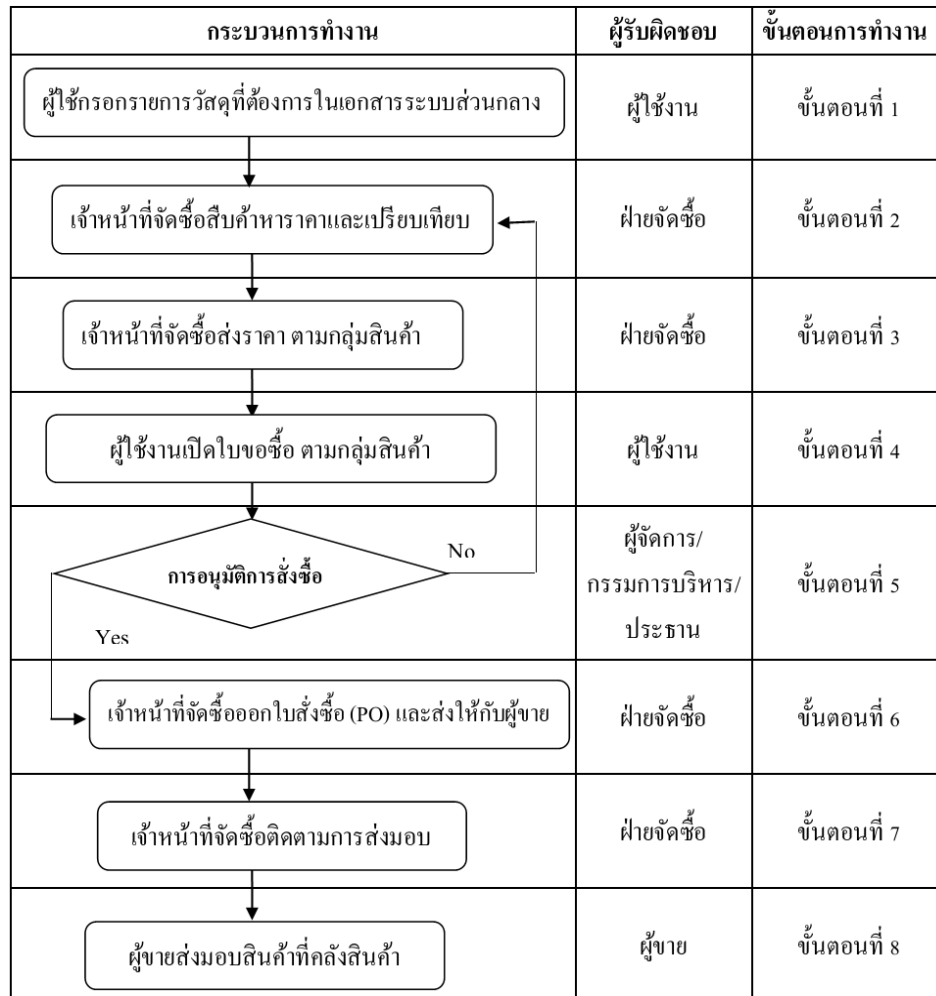 กระบวนการทำงาน ผู้รับผิดชอบ ขั้นตอนการทำงาน
ผู้ใช้กรอกรายการวัสดุที่ต้องการในเอกสารระบบส่วนกลาง ผู้ใช้งาน ขั้นตอนที่ 1
เจ้าหน้าที่จัดซื้อสืบค้าหาราคาและเปรียบเทียบ ฝ่ายจัดซื้อ ขั้นตอนที่ 2
เจ้าหน้าที่จัดซื้อส่งราคา ตามกลุ่มสินค้า ฝ่ายจัดซื้อ ขั้นตอนที่ 3
ผู้ใช้งานเปิดใบขอซื้อ ตามกลุ่มสินค้า ผู้ใช้งาน ขั้นตอนที่ 4
การอนุมัติการสั่งซื้อ
No
Yes
ผู้จัดการ/
กรรมการบริหาร/
ประธาน
ขั้นตอนที่ 5
เจ้าหน้าที่จัดซื้อออกใบสั่งซื้อ (PO) และส่งให้กับผู้ขาย ฝ่ายจัดซื้อ ขั้นตอนที่ 6
เจ้าหน้าที่จัดซื้อติดตามการส่งมอบ ฝ่ายจัดซื้อ ขั้นตอนที่ 7
ผู้ขายส่งมอบสินค้าที่คลังสินค้า ผู้ขาย ขั้นตอนที่ 8